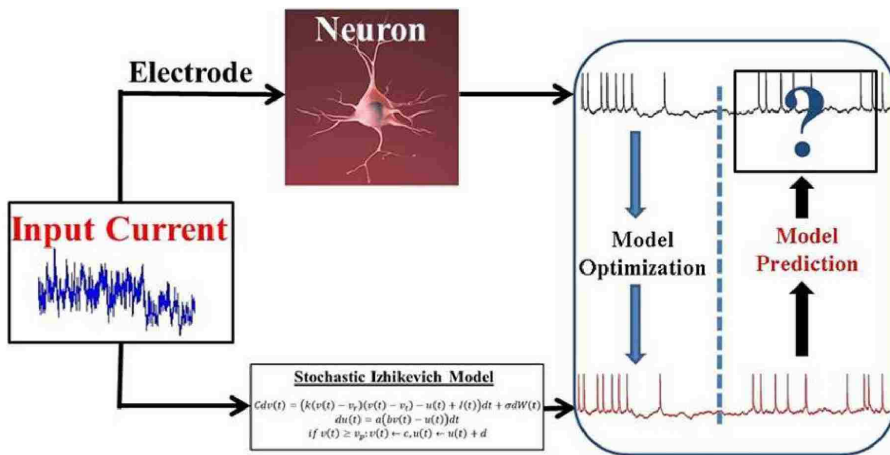 Neuron
Electrode
?
Input Current
Model
Optimization
Model
Prediction
Stochastic Izhikevich Model
Cdv(t) = (k(v(t) − v_r)(v(t) − v_t) − u(t) + I(t))dt + σdW(t)
du(t) = a(bv(t) − u(t))dt
if v(t) ≥ v_p: v(t) ← c, u(t) ← u(t) + d